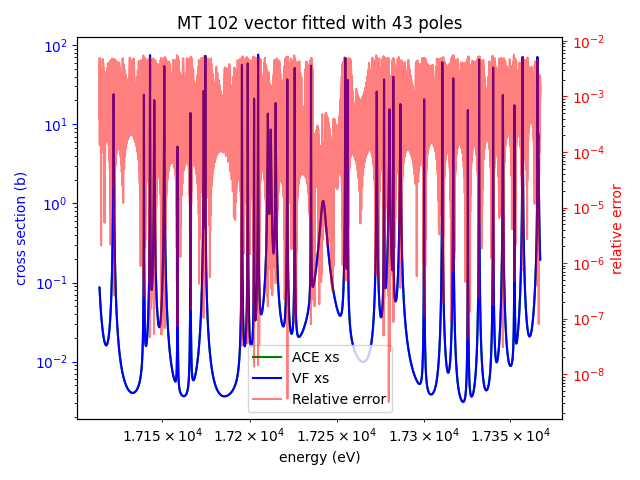 MT 102 vector fitted with 43 poles
10²
10¹
10⁰
10⁻¹
10⁻²
cross section (b)
10⁻²
10⁻³
10⁻⁴
10⁻⁵
10⁻⁶
10⁻⁷
10⁻⁸
relative error
ACE xs
VF xs
Relative error
1.715 × 10⁴ 1.72 × 10⁴ 1.725 × 10⁴ 1.73 × 10⁴ 1.735 × 10⁴
energy (eV)